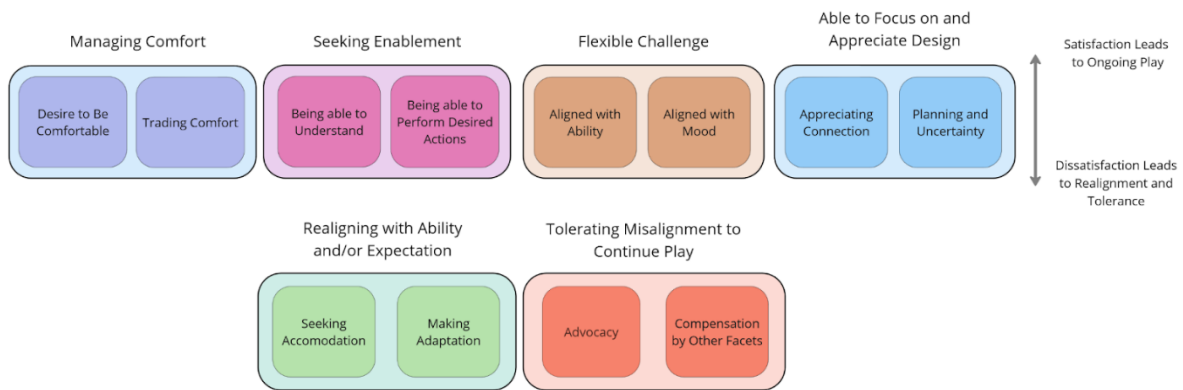 Managing Comfort
Seeking Enablement
Flexible Challenge
Able to Focus on and
Appreciate Design
Desire to Be
Comfortable
Trading Comfort
Being able to
Understand
Being able to
Perform Desired
Actions
Aligned with
Ability
Aligned with
Mood
Appreciating
Connection
Planning and
Uncertainty
Satisfaction Leads
to Ongoing Play
Dissatisfaction Leads
to Realignment and
Tolerance
Realigning with Ability
and/or Expectation
Tolerating Misalignment to
Continue Play
Seeking
Accomodation
Making
Adaptation
Advocacy
Compensation
by Other Facets